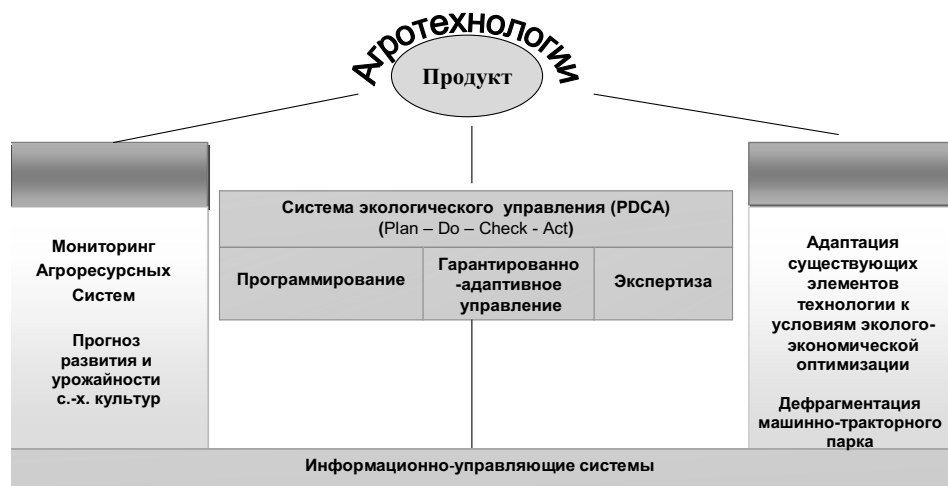 Агротехнологии
Продукт
Мониторинг
Агроресурсных
Систем
Прогноз
развития и
урожайности
с.-х. культур
Система экологического управления (PDCA)
(Plan – Do – Check - Act)
Программирование
Гарантированно
-адаптивное
управление
Экспертиза
Адаптация
существующих
элементов
технологии к
условиям эколого-
экономической
оптимизации
Дефрагментация
машинно-тракторного
парка
Информационно-управляющие системы